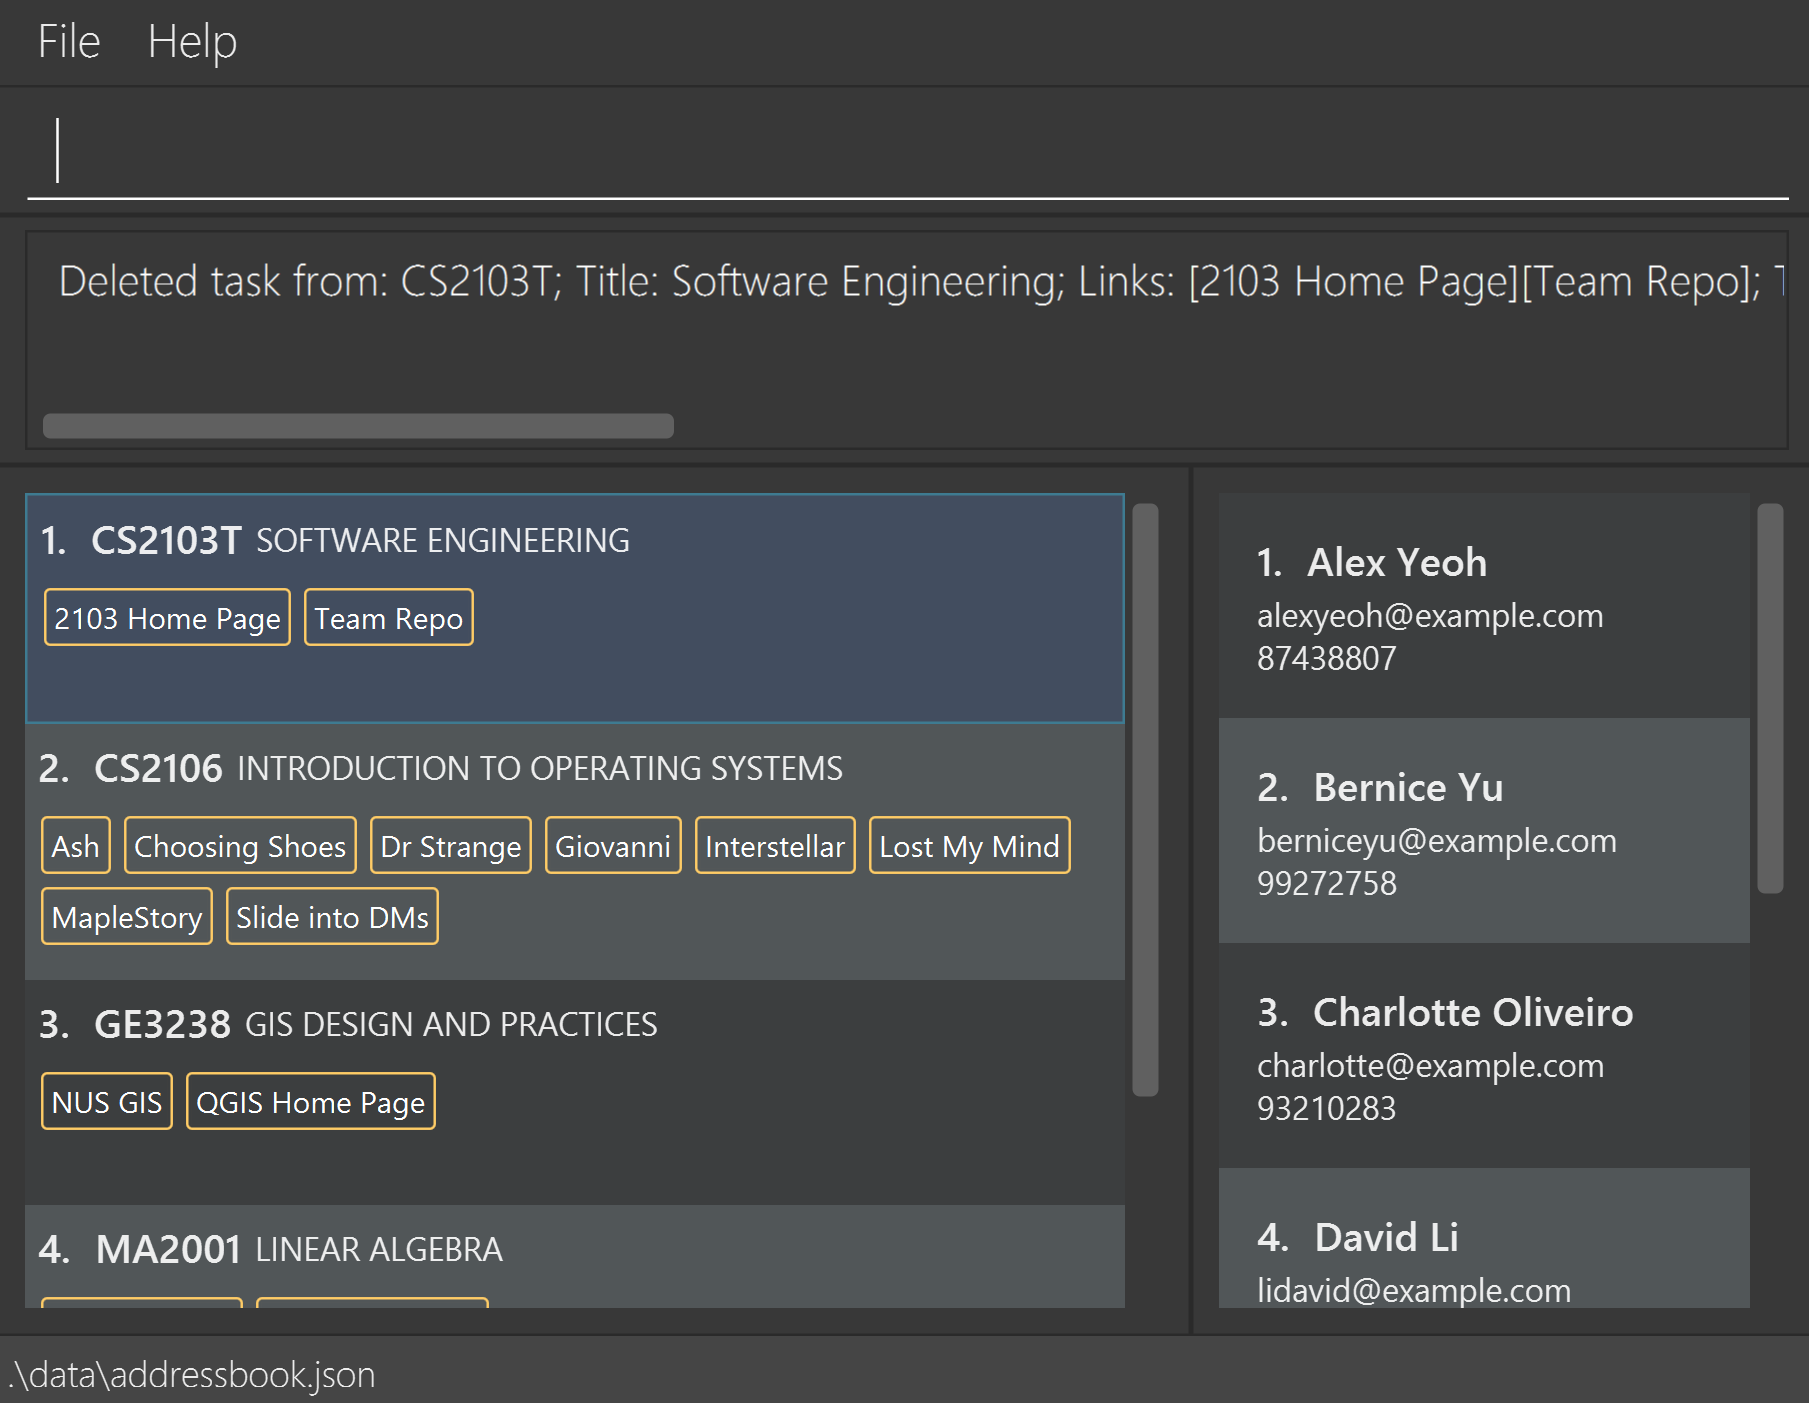 File Help
Deleted task from: CS2103T; Title: Software Engineering; Links: [2103 Home Page][Team Repo];
1. CS2103T SOFTWARE ENGINEERING
2103 Home Page Team Repo
2. CS2106 INTRODUCTION TO OPERATING SYSTEMS
Ash Choosing Shoes Dr Strange Giovanni Interstellar Lost My Mind
MapleStory Slide into DMs
3. GE3238 GIS DESIGN AND PRACTICES
NUS GIS QGIS Home Page
4. MA2001 LINEAR ALGEBRA
1. Alex Yeoh
alexyeoh@example.com
87438807
2. Bernice Yu
berniceyu@example.com
99272758
3. Charlotte Oliveiro
charlotte@example.com
93210283
4. David Li
lidavid@example.com
.\data\addressbook.json